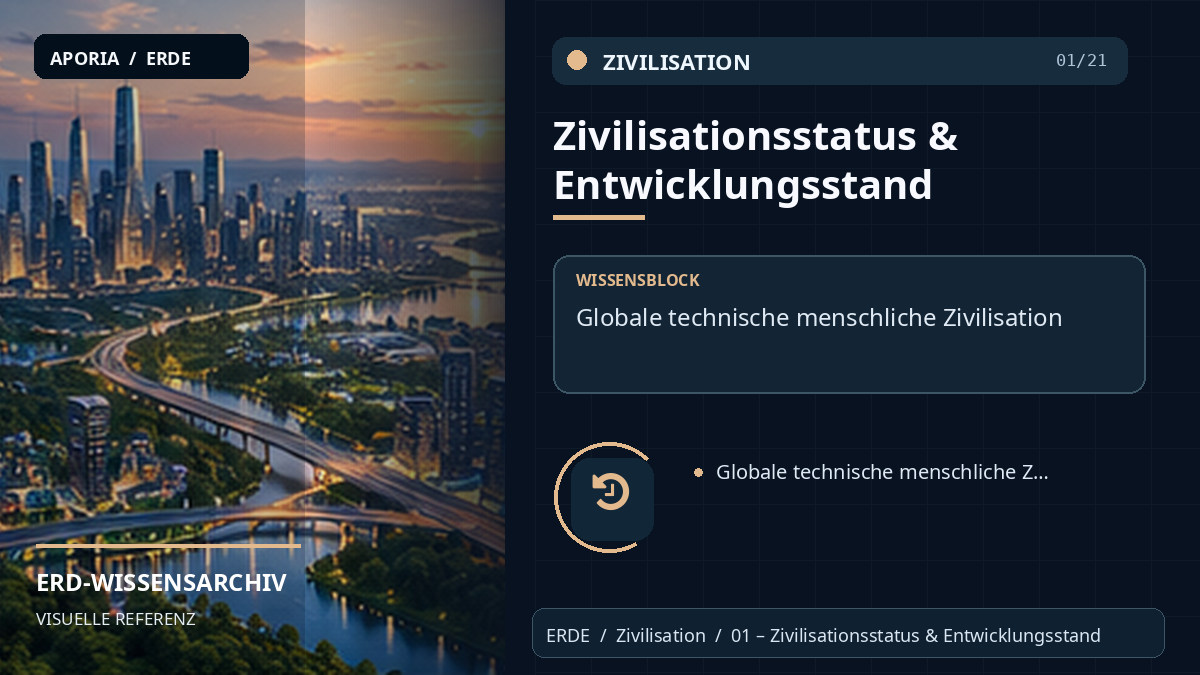 APORIA / ERDE
ERD-WISSENSARCHIV
VISUELLE REFERENZ
ZIVILISATION
01/21
Zivilisationsstatus &
Entwicklungsstand
WISSENSBLOCK
Globale technische menschliche Zivilisation
Globale technische menschliche Z...
ERDE / Zivilisation / 01 – Zivilisationsstatus & Entwicklungsstand